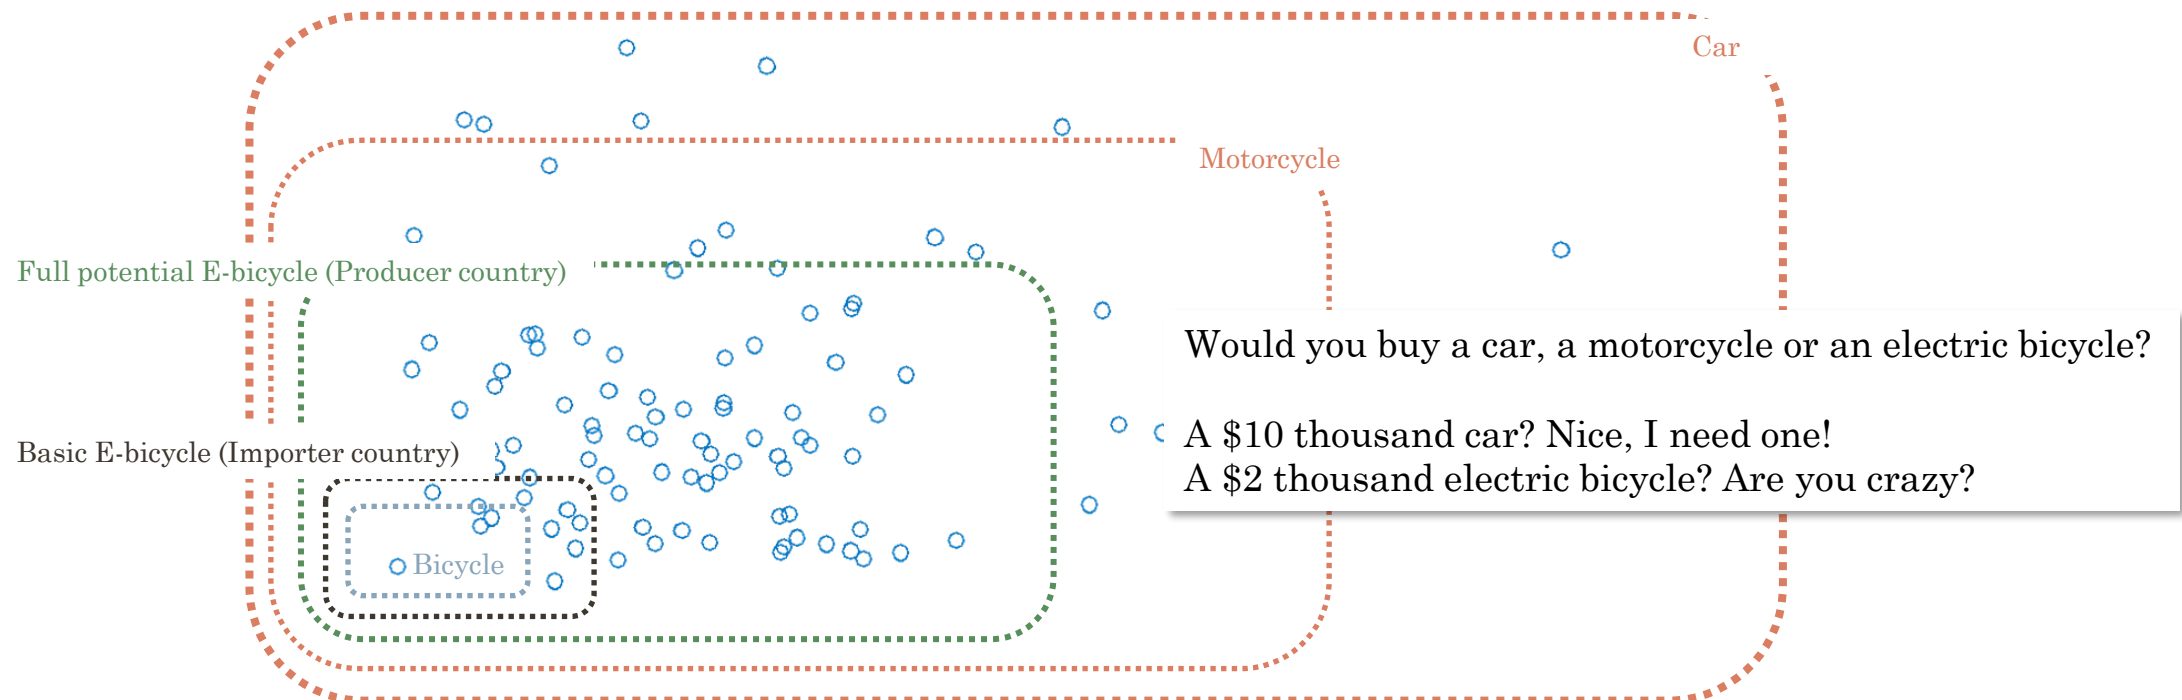 Car
Motorcycle
Full potential E-bicycle (Producer country)
Would you buy a car, a motorcycle or an electric bicycle?
A $10 thousand car? Nice, I need one!
Basic E-bicycle (Importer country)
A $2 thousand electric bicycle? Are you crazy?
Bicycle